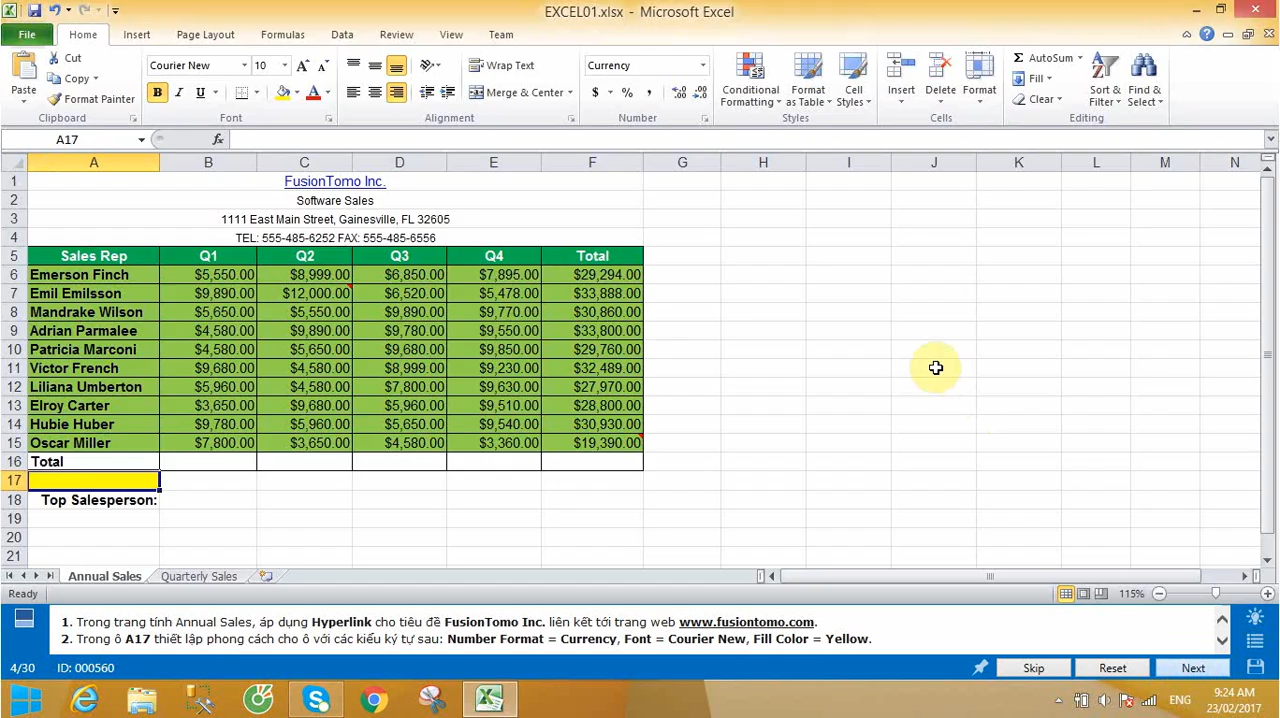 EXCEL01.xlsx - Microsoft Excel
File Home Insert Page Layout Formulas Data Review View Team
Cut Courier New 10 A A Wrap Text Currency AutoSum
Paste Copy Conditional Formatting Format as Table Cell Styles Insert Delete Format Fill Sort & Filter Find & Select
Format Painter B I U A Merge & Center $ % , Clear
Clipboard Font Alignment Number Styles Cells Editing
A17 fx
A B C D E F G H I J K L M N
1 FusionTomo Inc.
2 Software Sales
3 1111 East Main Street, Gainesville, FL 32605
4 TEL: 555-485-6252 FAX: 555-485-6556
5 Sales Rep Q1 Q2 Q3 Q4 Total
6 Emerson Finch $5,550.00 $8,999.00 $6,850.00 $7,895.00 $29,294.00
7 Emil Emilsson $9,890.00 $12,000.00 $6,520.00 $5,478.00 $33,888.00
8 Mandrake Wilson $5,650.00 $5,550.00 $9,890.00 $9,770.00 $30,860.00
9 Adrian Parmalee $4,580.00 $9,890.00 $9,780.00 $9,550.00 $33,800.00
10 Patricia Marconi $4,580.00 $5,650.00 $9,680.00 $9,850.00 $29,760.00
11 Victor French $9,680.00 $4,580.00 $8,999.00 $9,230.00 $32,489.00
12 Liliana Umberton $5,960.00 $4,580.00 $7,800.00 $9,630.00 $27,970.00
13 Elroy Carter $3,650.00 $9,680.00 $5,960.00 $9,510.00 $28,800.00
14 Hubie Huber $9,780.00 $5,960.00 $5,650.00 $9,540.00 $30,930.00
15 Oscar Miller $7,800.00 $3,650.00 $4,580.00 $3,360.00 $19,390.00
16 Total
17
18 Top Salesperson:
19
20
21
Annual Sales Quarterly Sales
Ready 115%
1. Trong trang tính Annual Sales, áp dụng Hyperlink cho tiêu đề FusionTomo Inc. liên kết tới trang web www.fusiontomo.com.
2. Trong ô A17 thiết lập phong cách cho ô với các kiểu ký tự sau: Number Format = Currency, Font = Courier New, Fill Color = Yellow.
4/30 ID: 000560 Skip Reset Next
ENG 9:24 AM
23/02/2017